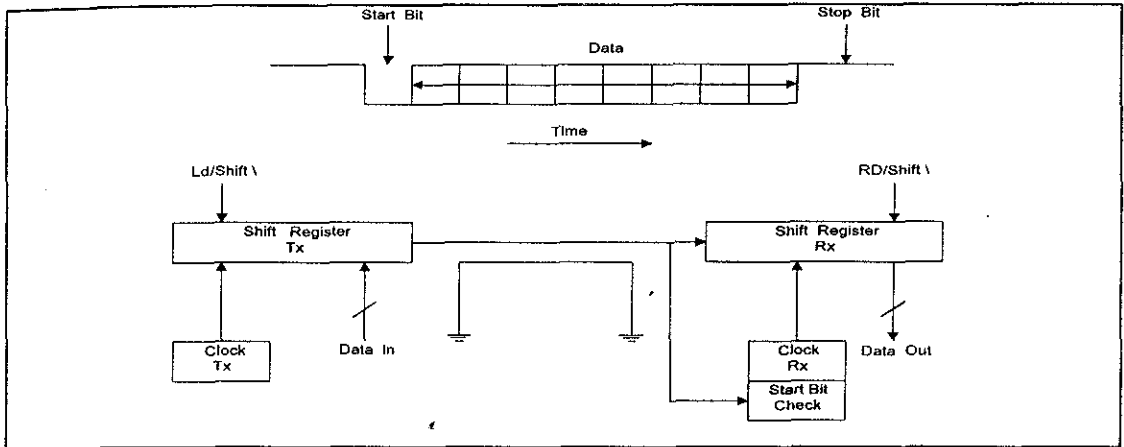 Start Bit
Stop Bit
Data
Time
Ld/Shift \
RD/Shift \
Shift Register
Tx
Shift Register
Rx
Clock
Tx
Data In
Clock
Rx
Data Out
Start Bit
Check